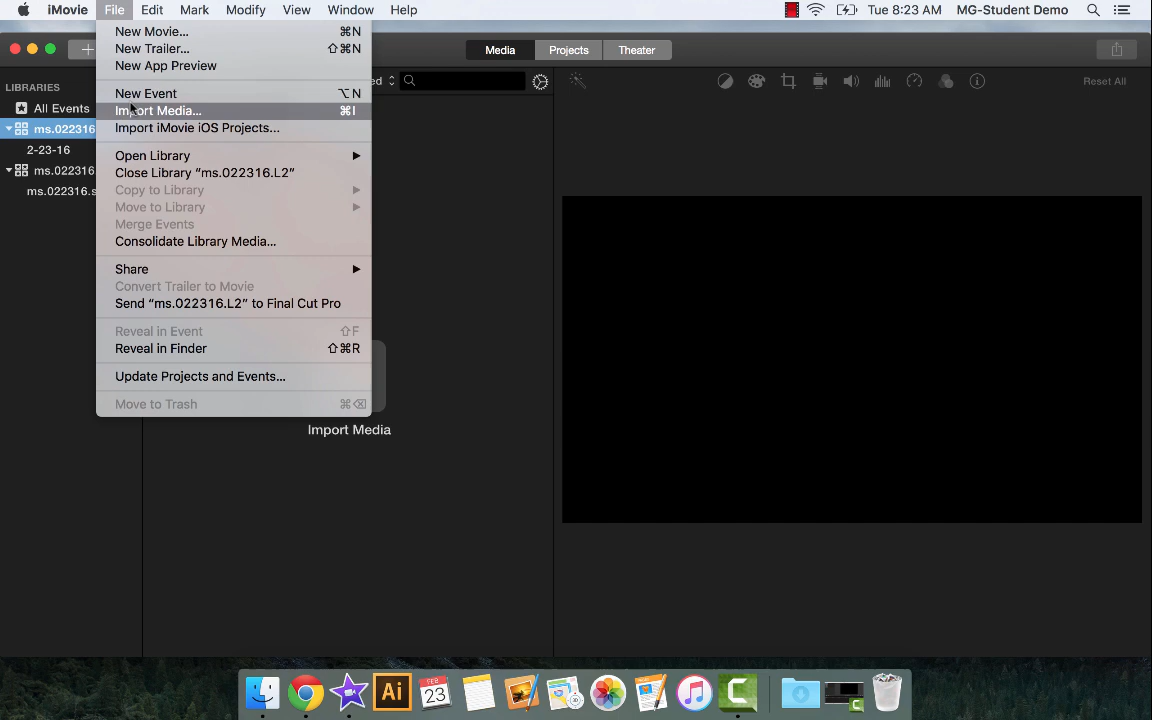 iMovie File Edit Mark Modify View Window Help Tue 8:23 AM MG-Student Demo
Media Projects Theater
New Movie... ⌘N
New Trailer... ⇧⌘N
New App Preview
New Event ⌥N
Import Media... ⌘I
Import iMovie iOS Projects...
Open Library
Close Library “ms.022316.L2”
Copy to Library
Move to Library
Merge Events
Consolidate Library Media...
Share
Convert Trailer to Movie
Send “ms.022316.L2” to Final Cut Pro
Reveal in Event ⇧F
Reveal in Finder ⇧⌘R
Update Projects and Events...
Move to Trash ⌘⌫
LIBRARIES
All Events
ms.022316
2-23-16
ms.022316
ms.022316.s
ed
Reset All
Import Media
Ai
FEB
23